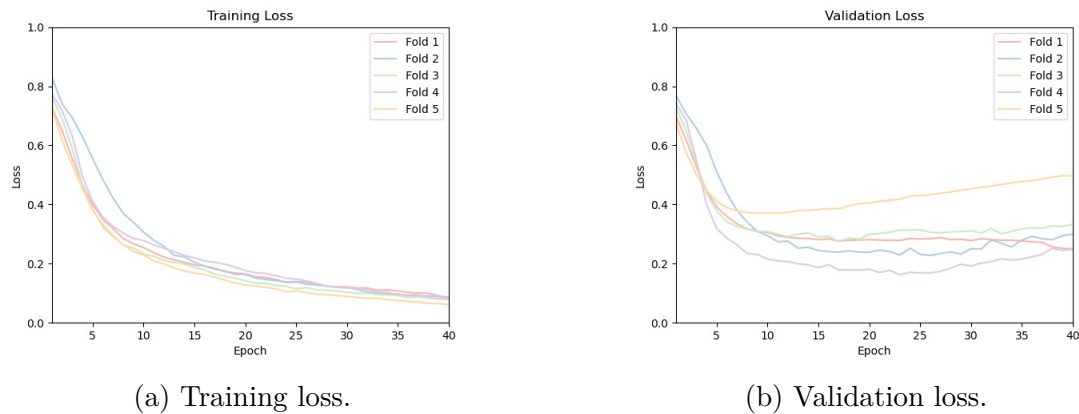 Training Loss
1.0
0.8
0.6
0.4
0.2
0.0
Loss
5 10 15 20 25 30 35 40
Epoch
Fold 1
Fold 2
Fold 3
Fold 4
Fold 5
(a) Training loss.
Validation Loss
1.0
0.8
0.6
0.4
0.2
0.0
Loss
5 10 15 20 25 30 35 40
Epoch
Fold 1
Fold 2
Fold 3
Fold 4
Fold 5
(b) Validation loss.